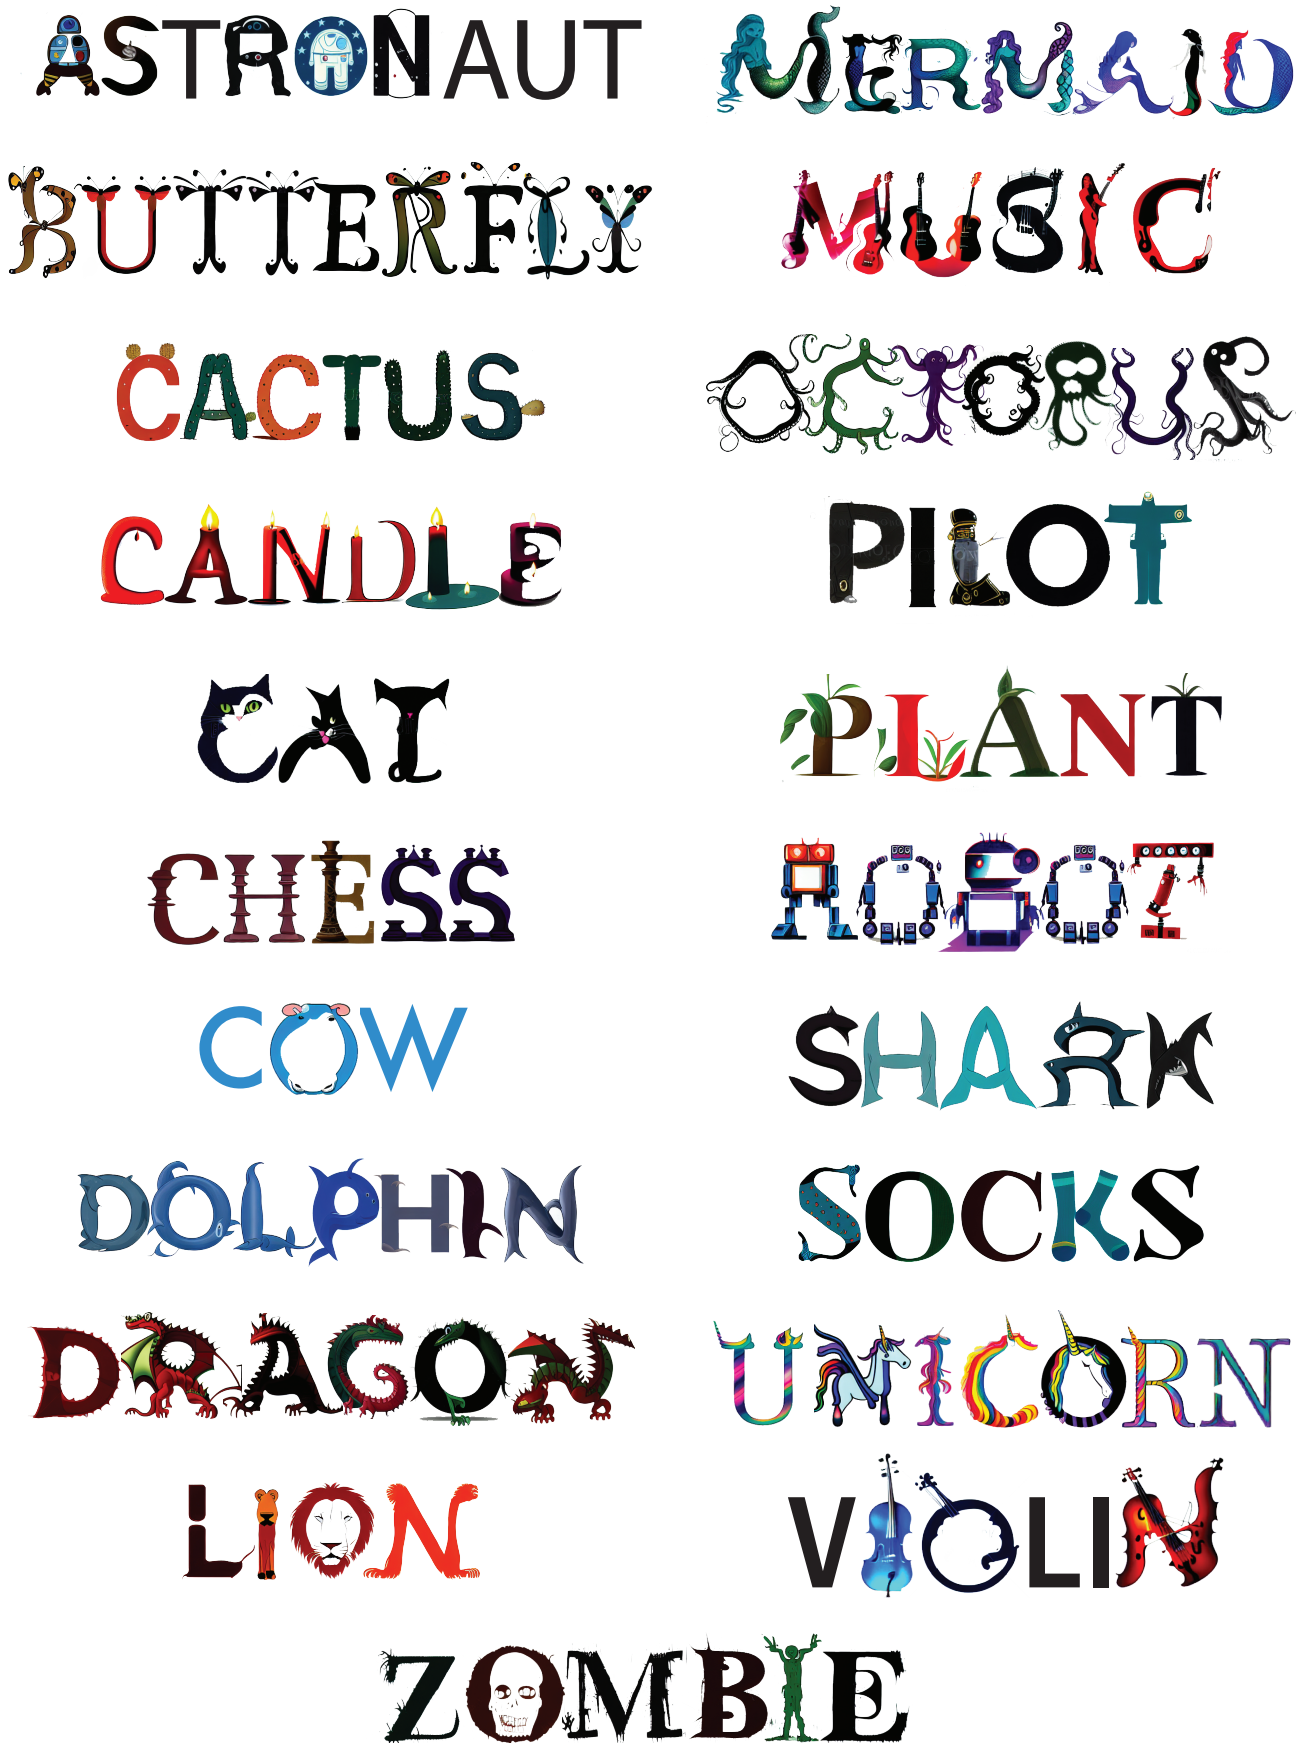 ASTRONAUT MERMAID
BUTTERFLY MUSIC
CACTUS OCTOPUS
CANDLE PILOT
CAT PLANT
CHESS ROBOT
COW SHARK
DOLPHIN SOCKS
DRAGON UNICORN
LION VIOLIN
ZOMBIE